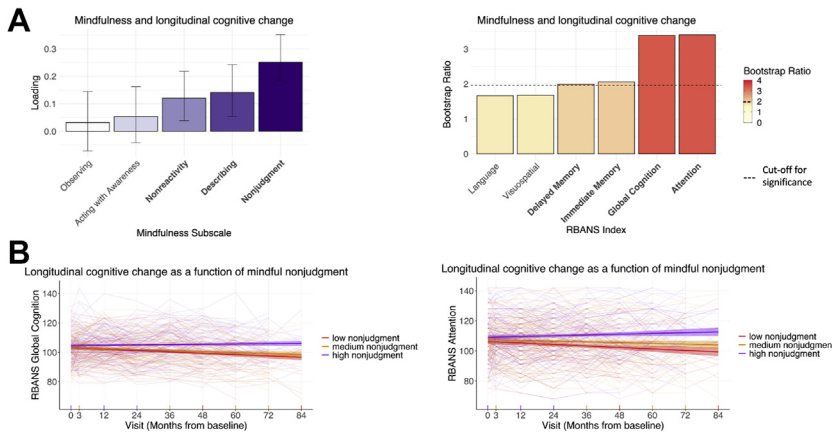 A
Mindfulness and longitudinal cognitive change
Loading
0.3
0.2
0.1
0.0
Observing
Acting with Awareness
Nonreactivity
Describing
Nonjudgment
Mindfulness Subscale
Mindfulness and longitudinal cognitive change
Bootstrap Ratio
3
2
1
0
Language
Visuospatial
Delayed Memory
Immediate Memory
Global Cognition
Attention
RBANS Index
Bootstrap Ratio
4
3
2
1
0
Cut-off for
significance
B
Longitudinal cognitive change as a function of mindful nonjudgment
RBANS Global Cognition
140
120
100
80
0 3 12 24 36 48 60 72 84
Visit (Months from baseline)
low nonjudgment
medium nonjudgment
high nonjudgment
Longitudinal cognitive change as a function of mindful nonjudgment
RBANS Attention
140
120
100
80
0 3 12 24 36 48 60 72 84
Visit (Months from baseline)
low nonjudgment
medium nonjudgmen
high nonjudgment